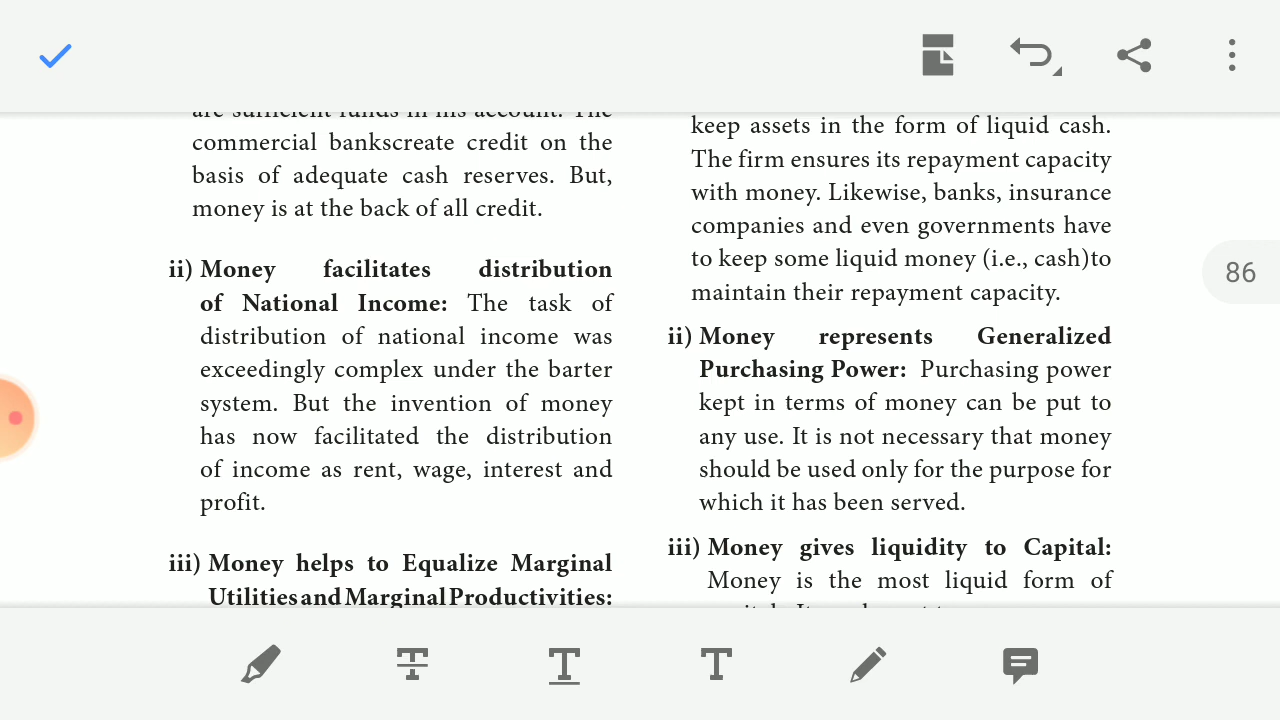 are sufficient funds in his account. The
commercial bankscreate credit on the
basis of adequate cash reserves. But,
money is at the back of all credit.
ii) Money facilitates distribution
of National Income: The task of
distribution of national income was
exceedingly complex under the barter
system. But the invention of money
has now facilitated the distribution
of income as rent, wage, interest and
profit.
iii) Money helps to Equalize Marginal
Utilities and Marginal Productivities:
keep assets in the form of liquid cash.
The firm ensures its repayment capacity
with money. Likewise, banks, insurance
companies and even governments have
to keep some liquid money (i.e., cash)to
maintain their repayment capacity.
ii) Money represents Generalized
Purchasing Power: Purchasing power
kept in terms of money can be put to
any use. It is not necessary that money
should be used only for the purpose for
which it has been served.
iii) Money gives liquidity to Capital:
Money is the most liquid form of
86